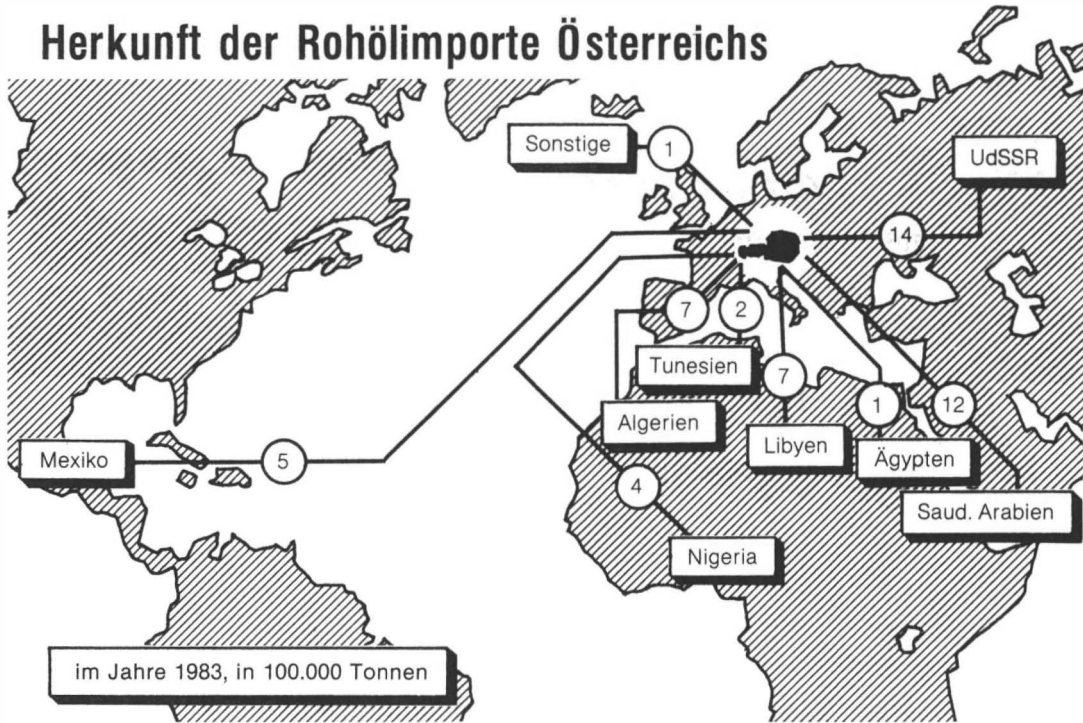 Herkunft der Rohölimporte Österreichs
Sonstige
1
UdSSR
14
7
2
Tunesien
7
Algerien
1
12
Libyen
Ägypten
Mexiko
5
4
Saud. Arabien
Nigeria
im Jahre 1983, in 100.000 Tonnen